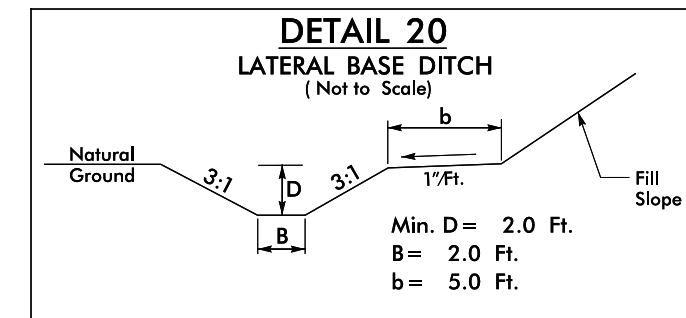 DETAIL 20
LATERAL BASE DITCH
( Not to Scale)
b
Natural
Ground
3:1
D
3:1
1"/Ft.
B
Fill
Slope
Min. D = 2.0 Ft.
B = 2.0 Ft.
b = 5.0 Ft.